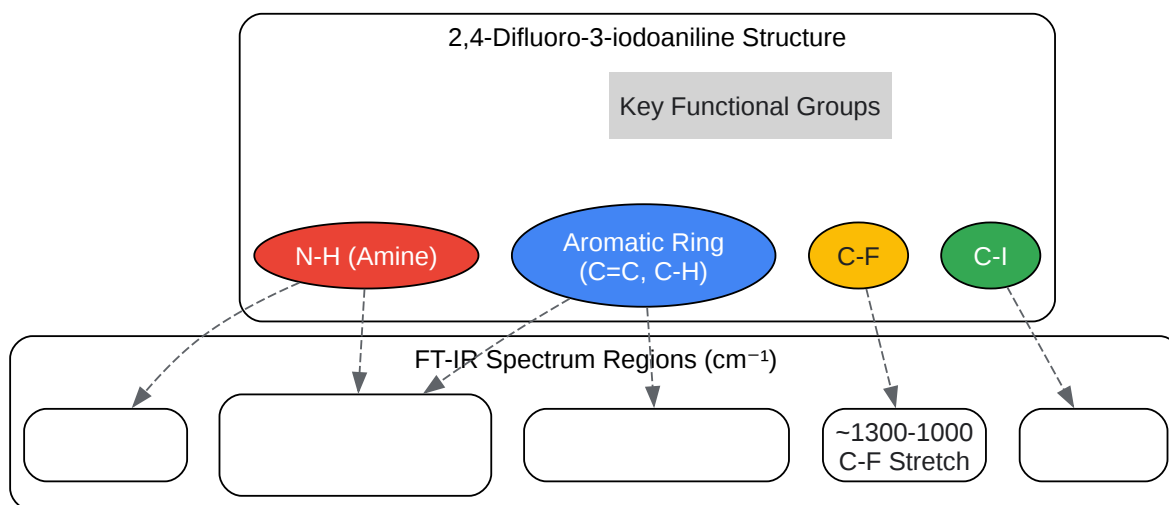 2,4-Difluoro-3-iodoaniline Structure
Key Functional Groups
N-H (Amine)
Aromatic Ring
(C=C, C-H)
C-F
C-I
FT-IR Spectrum Regions (cm⁻¹)
~1300-1000
C-F Stretch